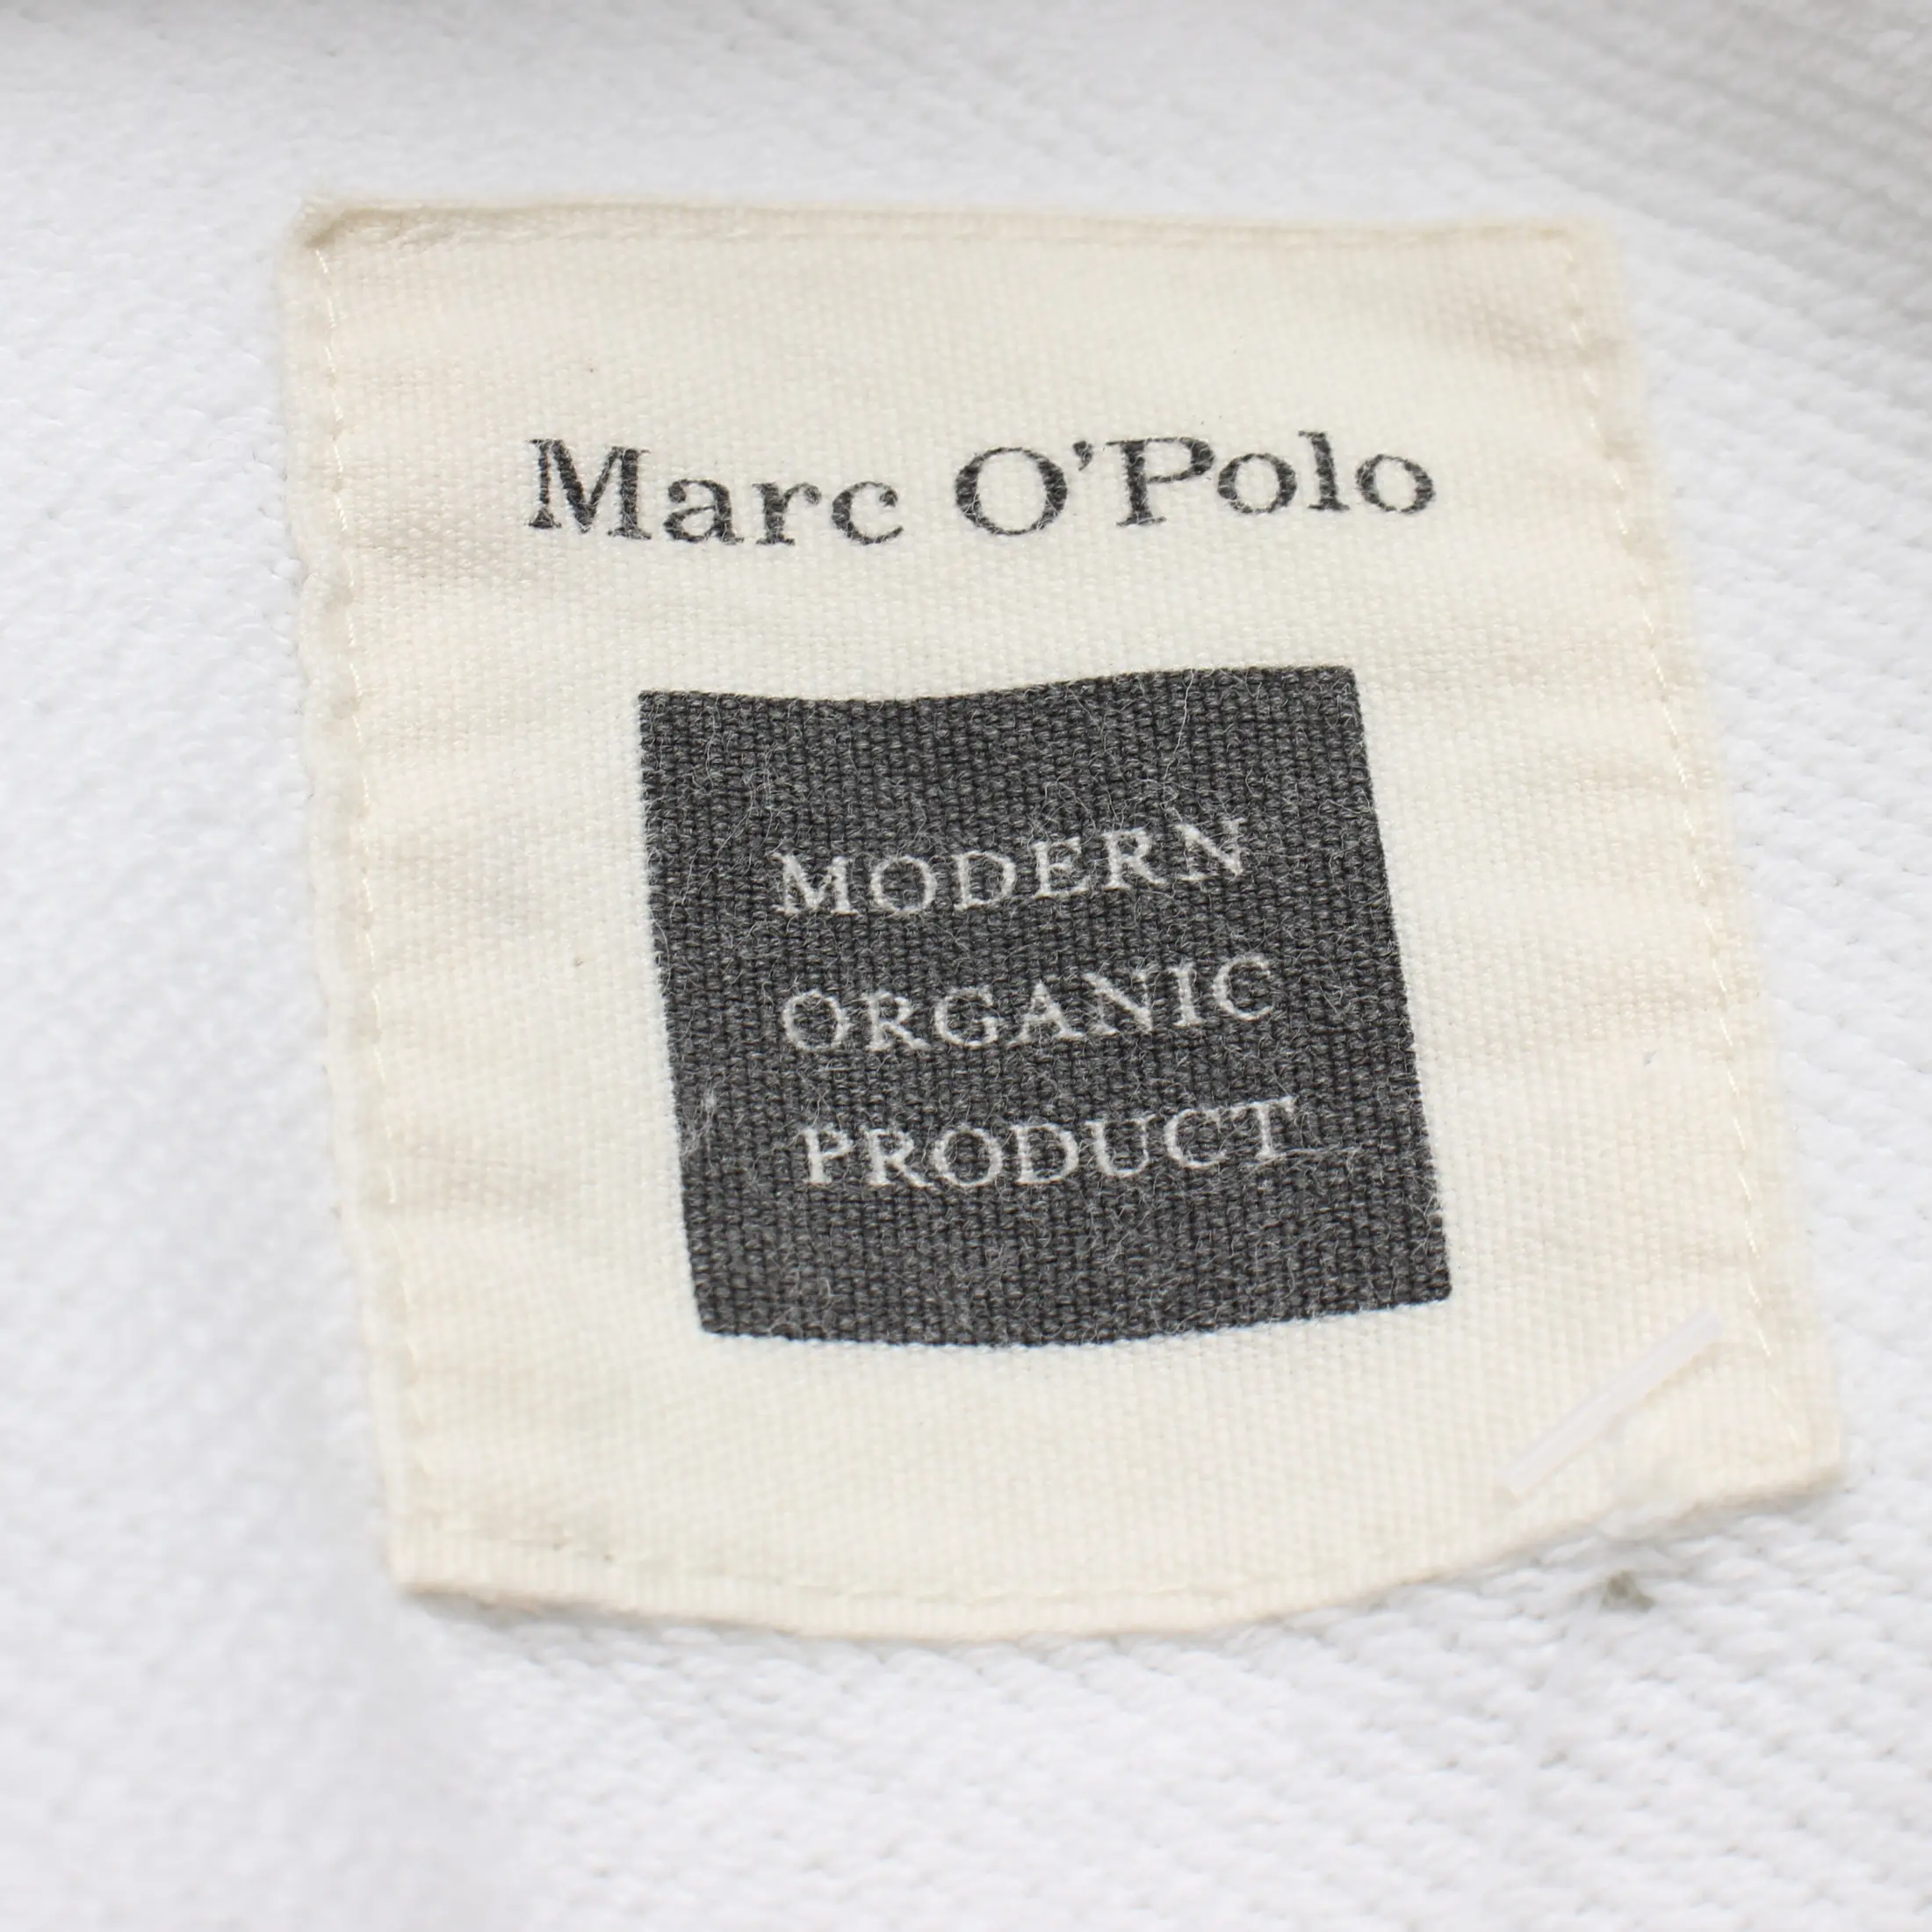 Marc O'Polo
MODERN
ORGANIC
PRODUCT